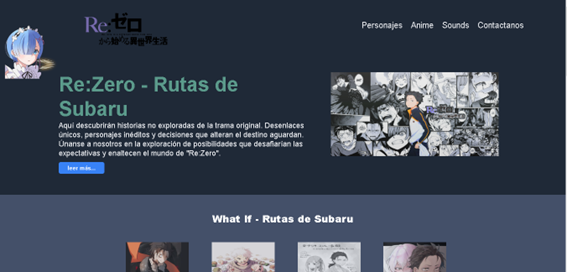 Re:ゼロ
から始める異世界生活
Personajes Anime Sounds Contactanos
Re:Zero - Rutas de
Subaru
Aquí descubrirán historias no exploradas de la trama original. Desenlaces
únicos, personajes inéditos y decisiones que alteran el destino aguardan.
Únanse a nosotros en la exploración de posibilidades que desafiarían las
expectativas y enaltecen el mundo de "Re:Zero".
leer más...
What If - Rutas de Subaru